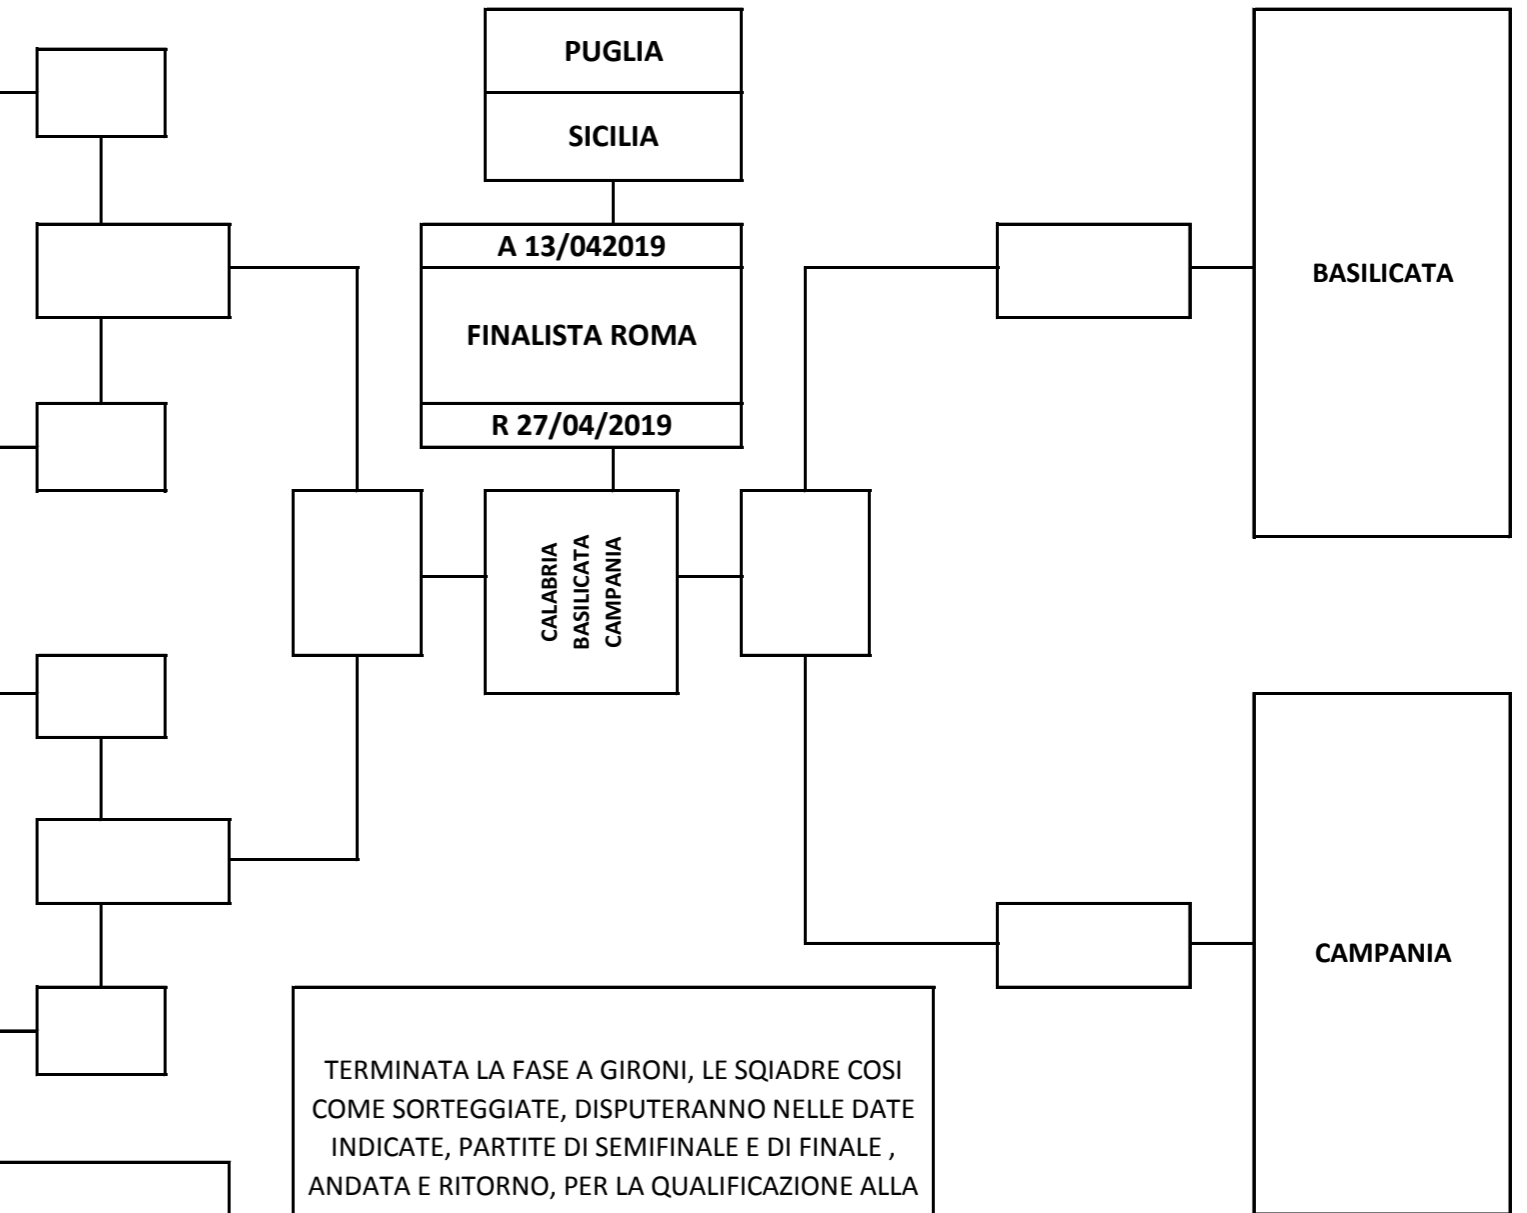 PUGLIA
SICILIA
A 13/042019
FINALISTA ROMA
R 27/04/2019
CALABRIA
BASILICATA
CAMPANIA
BASILICATA
CAMPANIA
TERMINATA LA FASE A GIRONI, LE SQIADRE COSI
COME SORTEGGIATE, DISPUTERANNO NELLE DATE
INDICATE, PARTITE DI SEMIFINALE E DI FINALE ,
ANDATA E RITORNO, PER LA QUALIFICAZIONE ALLA